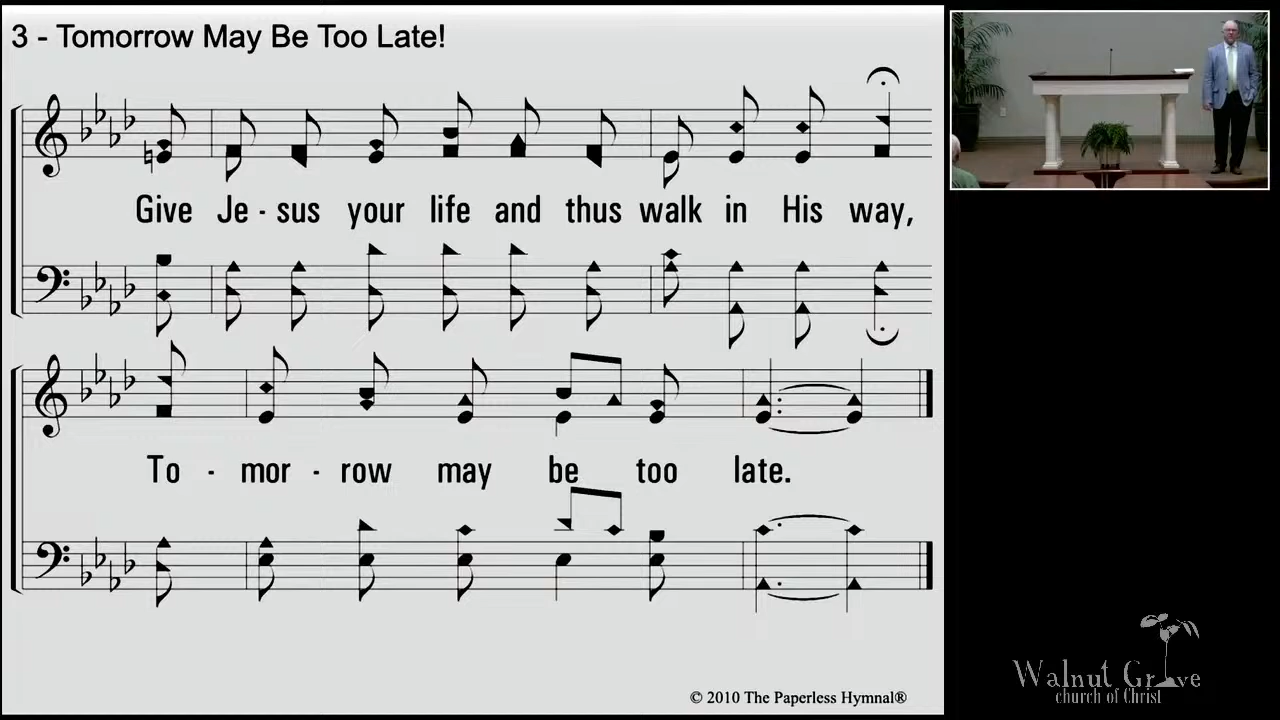 3 - Tomorrow May Be Too Late!
Give Je - sus your life and thus walk in His way,
To - mor - row may be too late.
© 2010 The Paperless Hymnal®
Walnut Grove
church of Christ